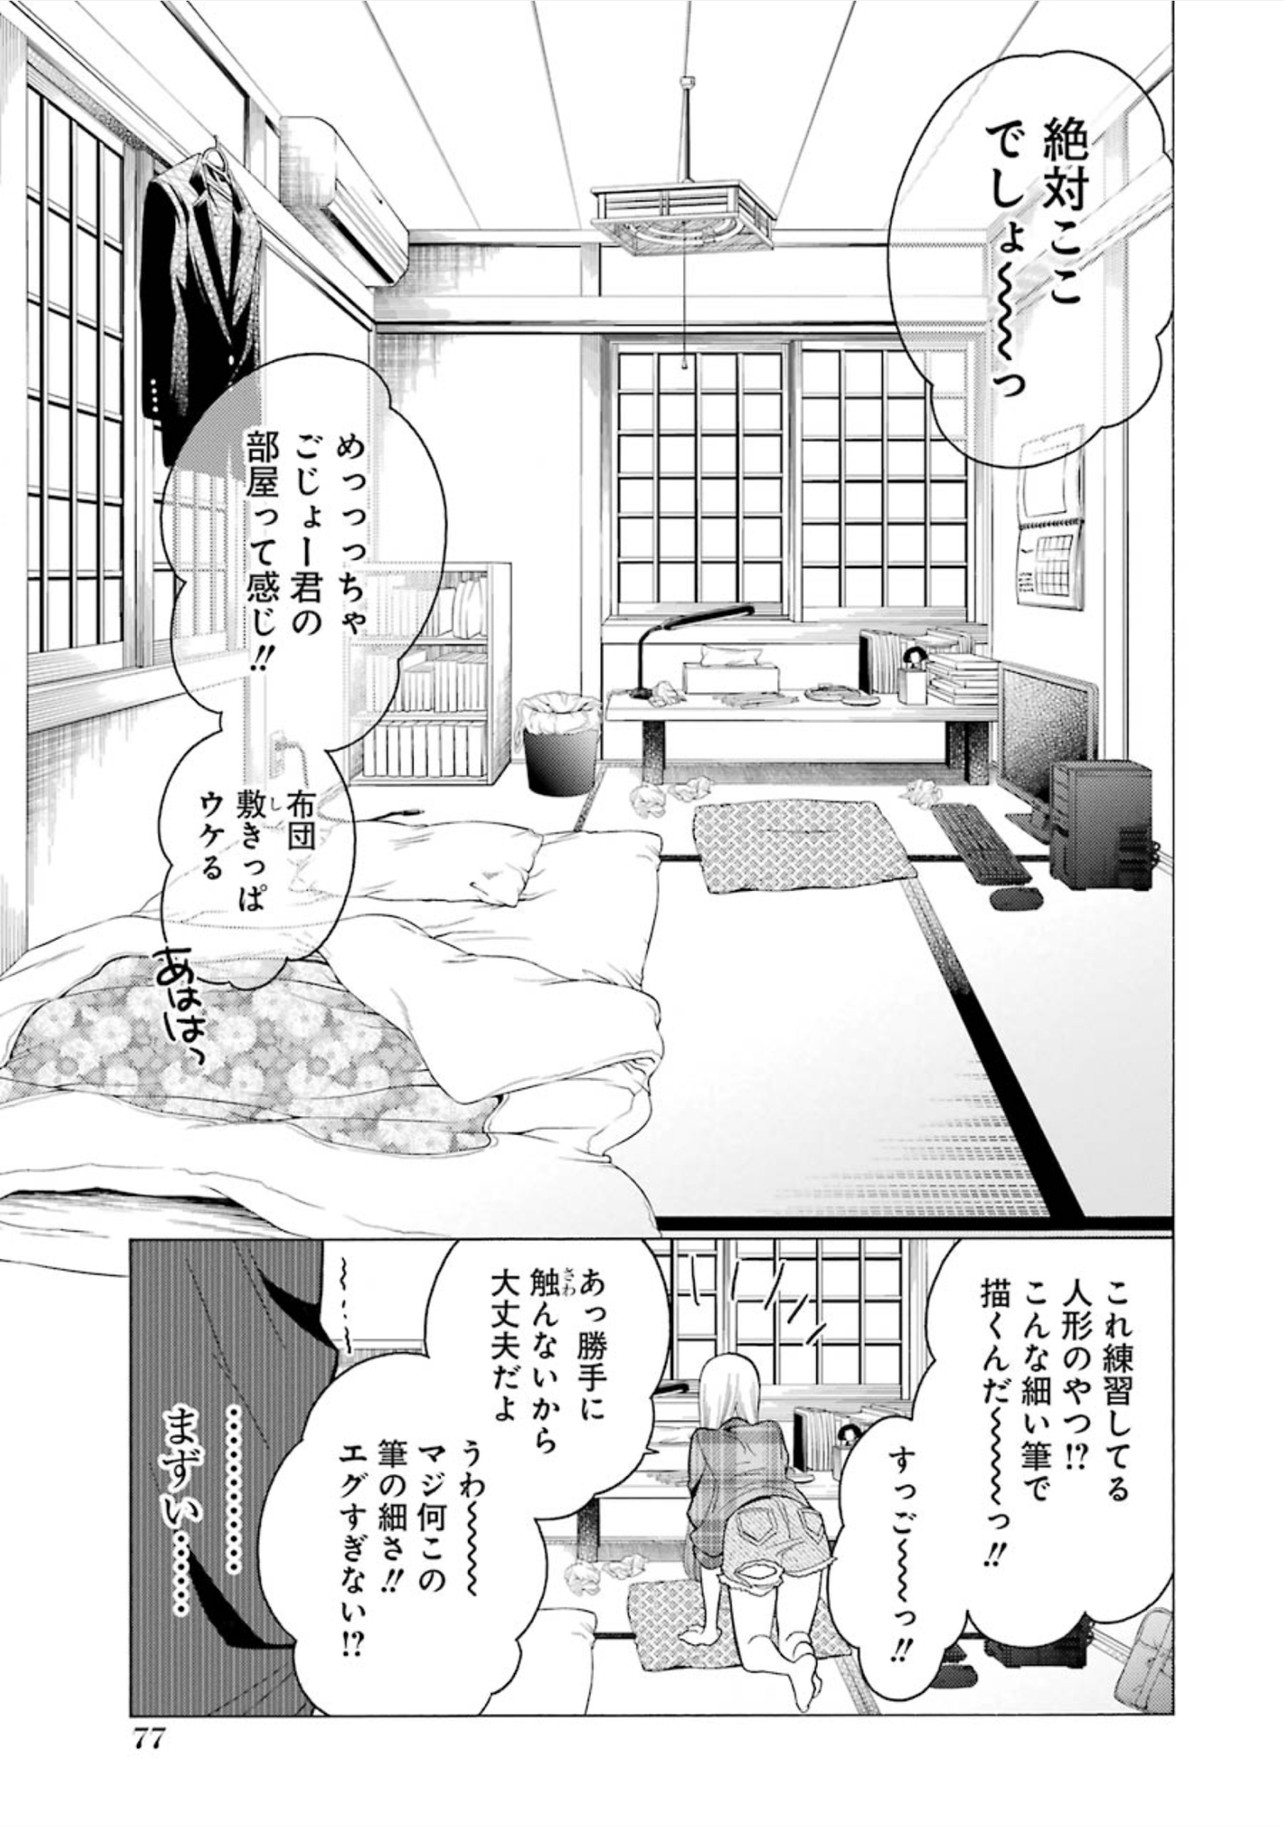 絶対ここ
でしょ～～～っ
めっっっちゃ
ごじょー君の
部屋って感じ!!
布団
敷きっぱ
ウケる
あははっ
これ練習してる
人形のやつ!?
こんな細い筆で
描くんだ～～～っ!!
すっご～～～っ!!
あっ勝手に
触んないから
大丈夫だよ
うわ～～～～
マジ何この
筆の細さ!!
エグすぎない!?
…………………
まずい…………
77